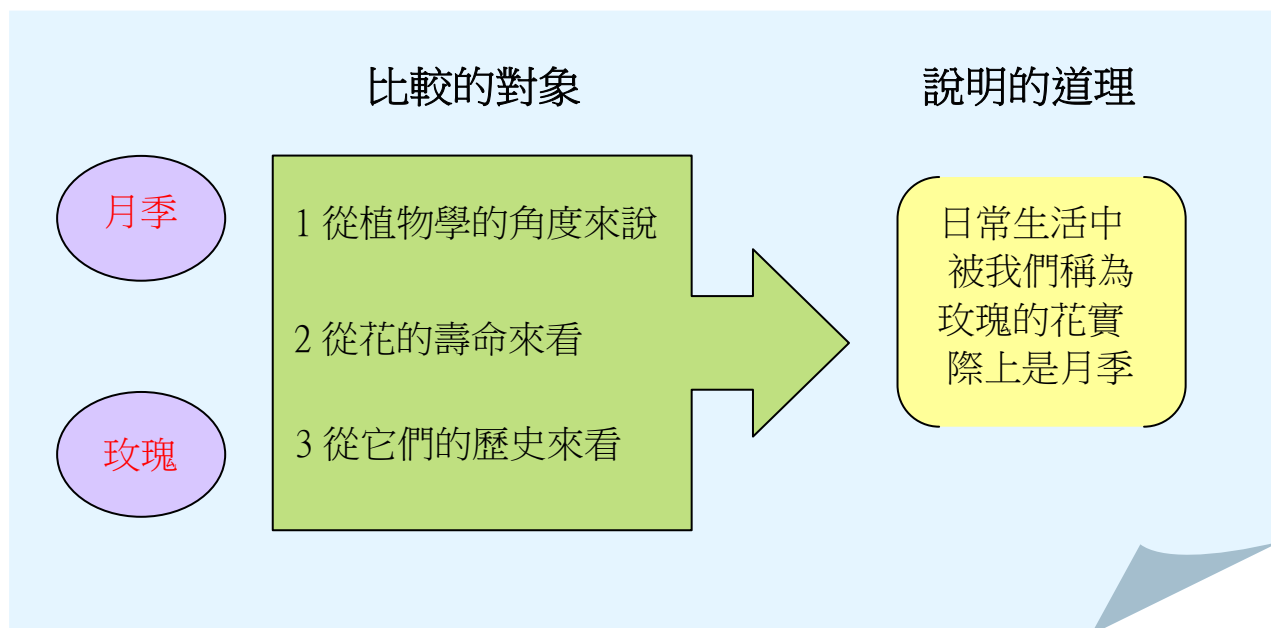 比較的對象
說明的道理
月季
玫瑰
1 從植物學的角度來說
2 從花的壽命來看
3 從它們的歷史來看
日常生活中
被我們稱為
玫瑰的花實
際上是月季